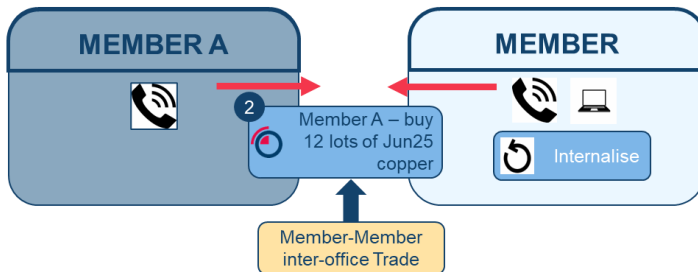 MEMBER A
MEMBER
2
Member A – buy
12 lots of Jun25
copper
Internalise
Member-Member
inter-office Trade